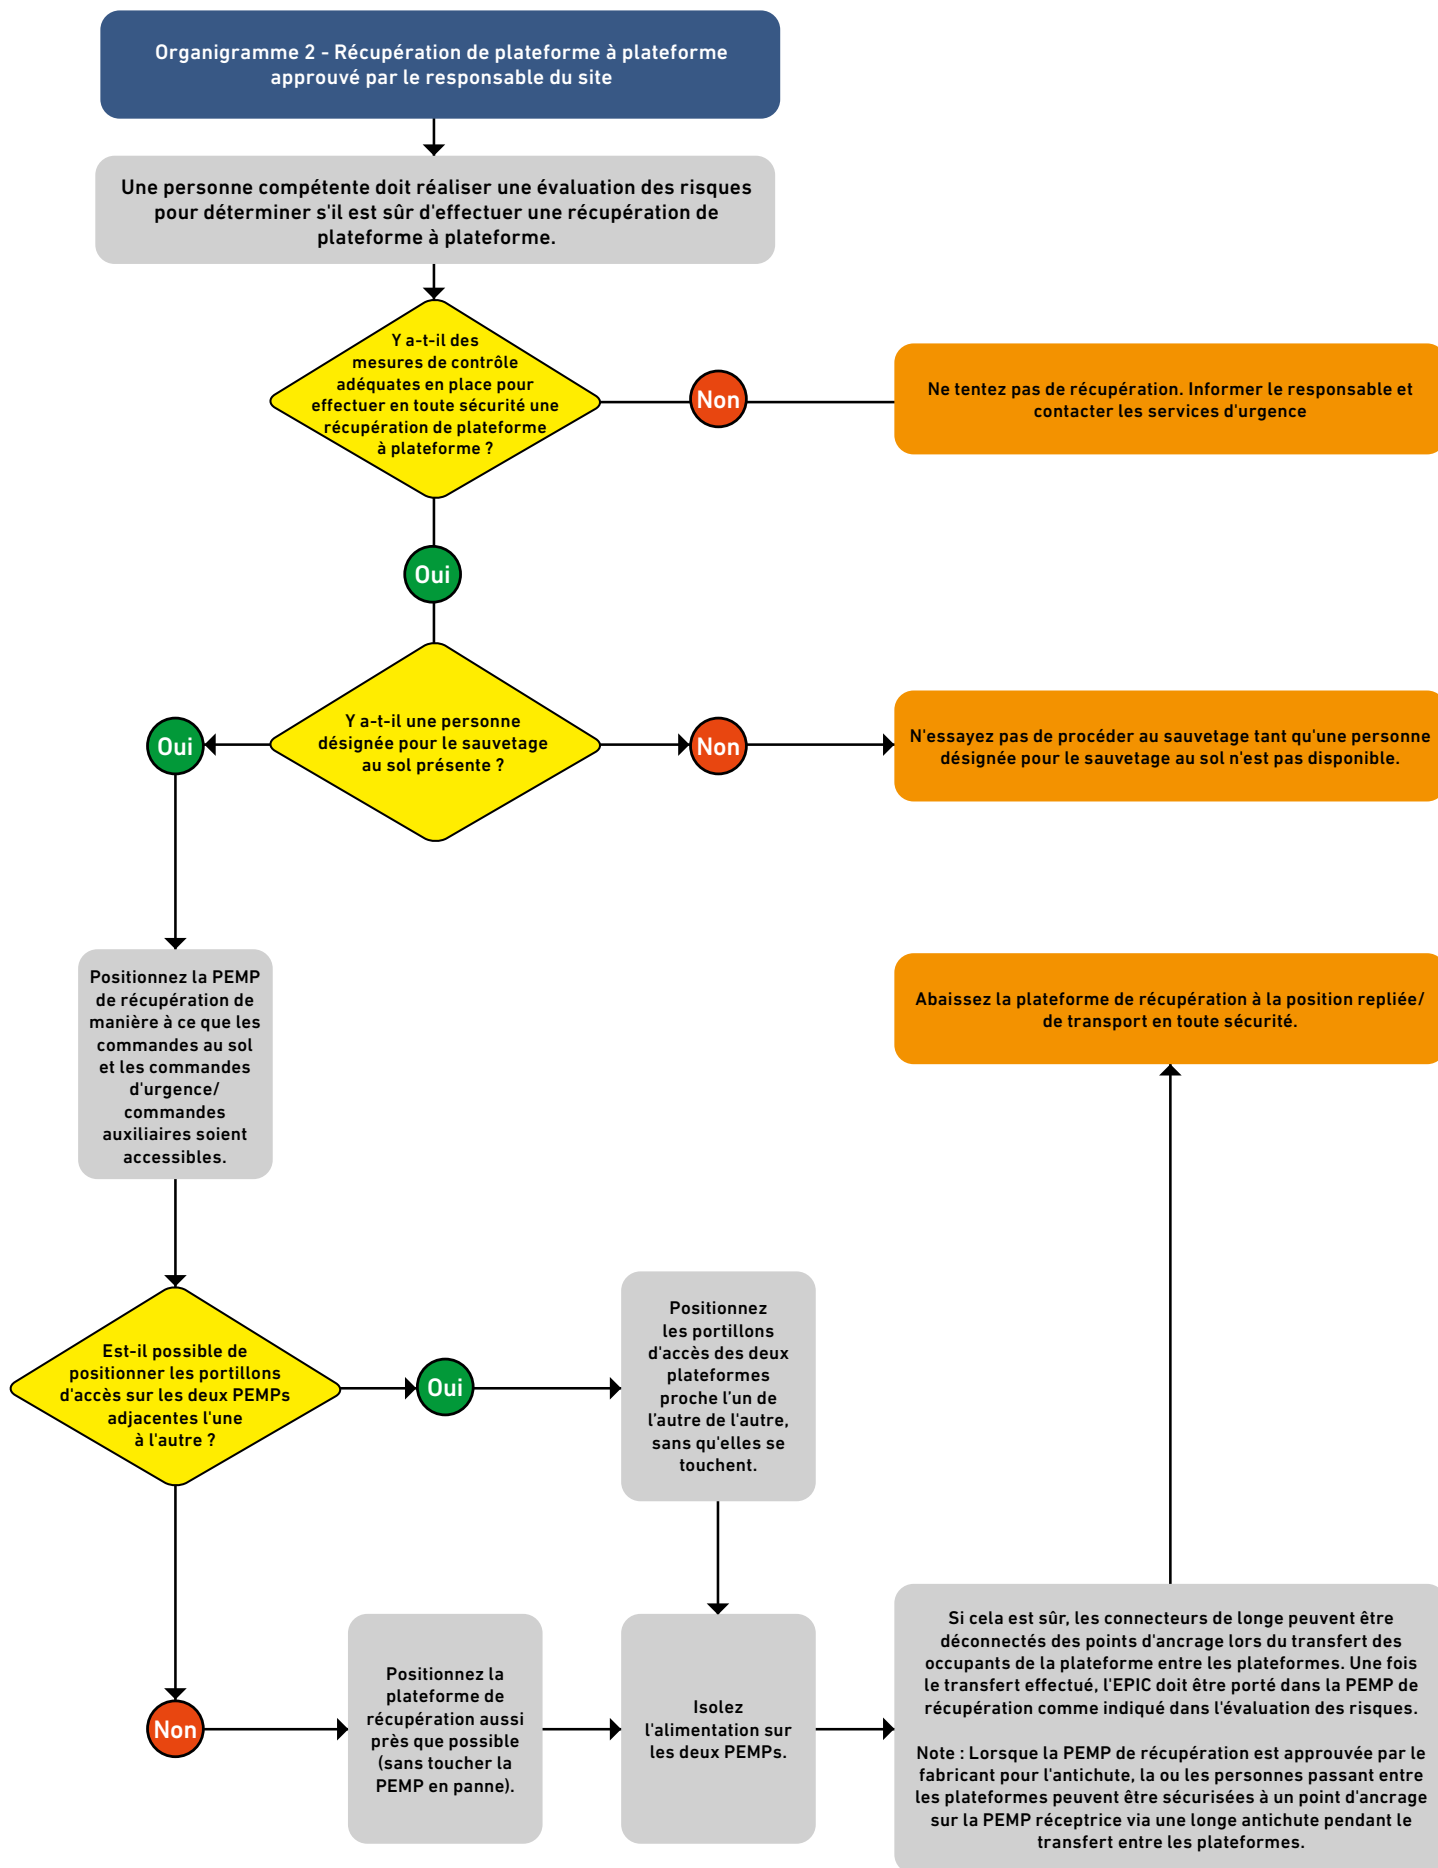 Organigramme 2 - Récupération de plateforme à plateforme
approuvé par le responsable du site
Une personne compétente doit réaliser une évaluation des risques
pour déterminer s'il est sûr d'effectuer une récupération de
plateforme à plateforme.
Y a-t-il des
mesures de contrôle
adéquates en place pour
effectuer en toute sécurité une
récupération de plateforme
à plateforme ?
Non
Ne tentez pas de récupération. Informer le responsable et
contacter les services d'urgence
Oui
Y a-t-il une personne
désignée pour le sauvetage
au sol présente ?
Oui
Non
N'essayez pas de procéder au sauvetage tant qu'une personne
désignée pour le sauvetage au sol n'est pas disponible.
Positionnez la PEMP
de récupération de
manière à ce que les
commandes au sol
et les commandes
d'urgence/
commandes
auxiliaires soient
accessibles.
Abaissez la plateforme de récupération à la position repliée/
de transport en toute sécurité.
Est-il possible de
positionner les portillons
d'accès sur les deux PEMPs
adjacentes l'une
à l'autre ?
Oui
Positionnez
les portillons
d'accès des deux
plateformes
proche l’un de
l’autre de l'autre,
sans qu'elles se
touchent.
Non
Positionnez la
plateforme de
récupération aussi
près que possible
(sans toucher la
PEMP en panne).
Isolez
l'alimentation sur
les deux PEMPs.
Si cela est sûr, les connecteurs de longe peuvent être
déconnectés des points d'ancrage lors du transfert des
occupants de la plateforme entre les plateformes. Une fois
le transfert effectué, l'EPIC doit être porté dans la PEMP de
récupération comme indiqué dans l'évaluation des risques.
Note : Lorsque la PEMP de récupération est approuvée par le
fabricant pour l'antichute, la ou les personnes passant entre
les plateformes peuvent être sécurisées à un point d'ancrage
sur la PEMP réceptrice via une longe antichute pendant le
transfert entre les plateformes.